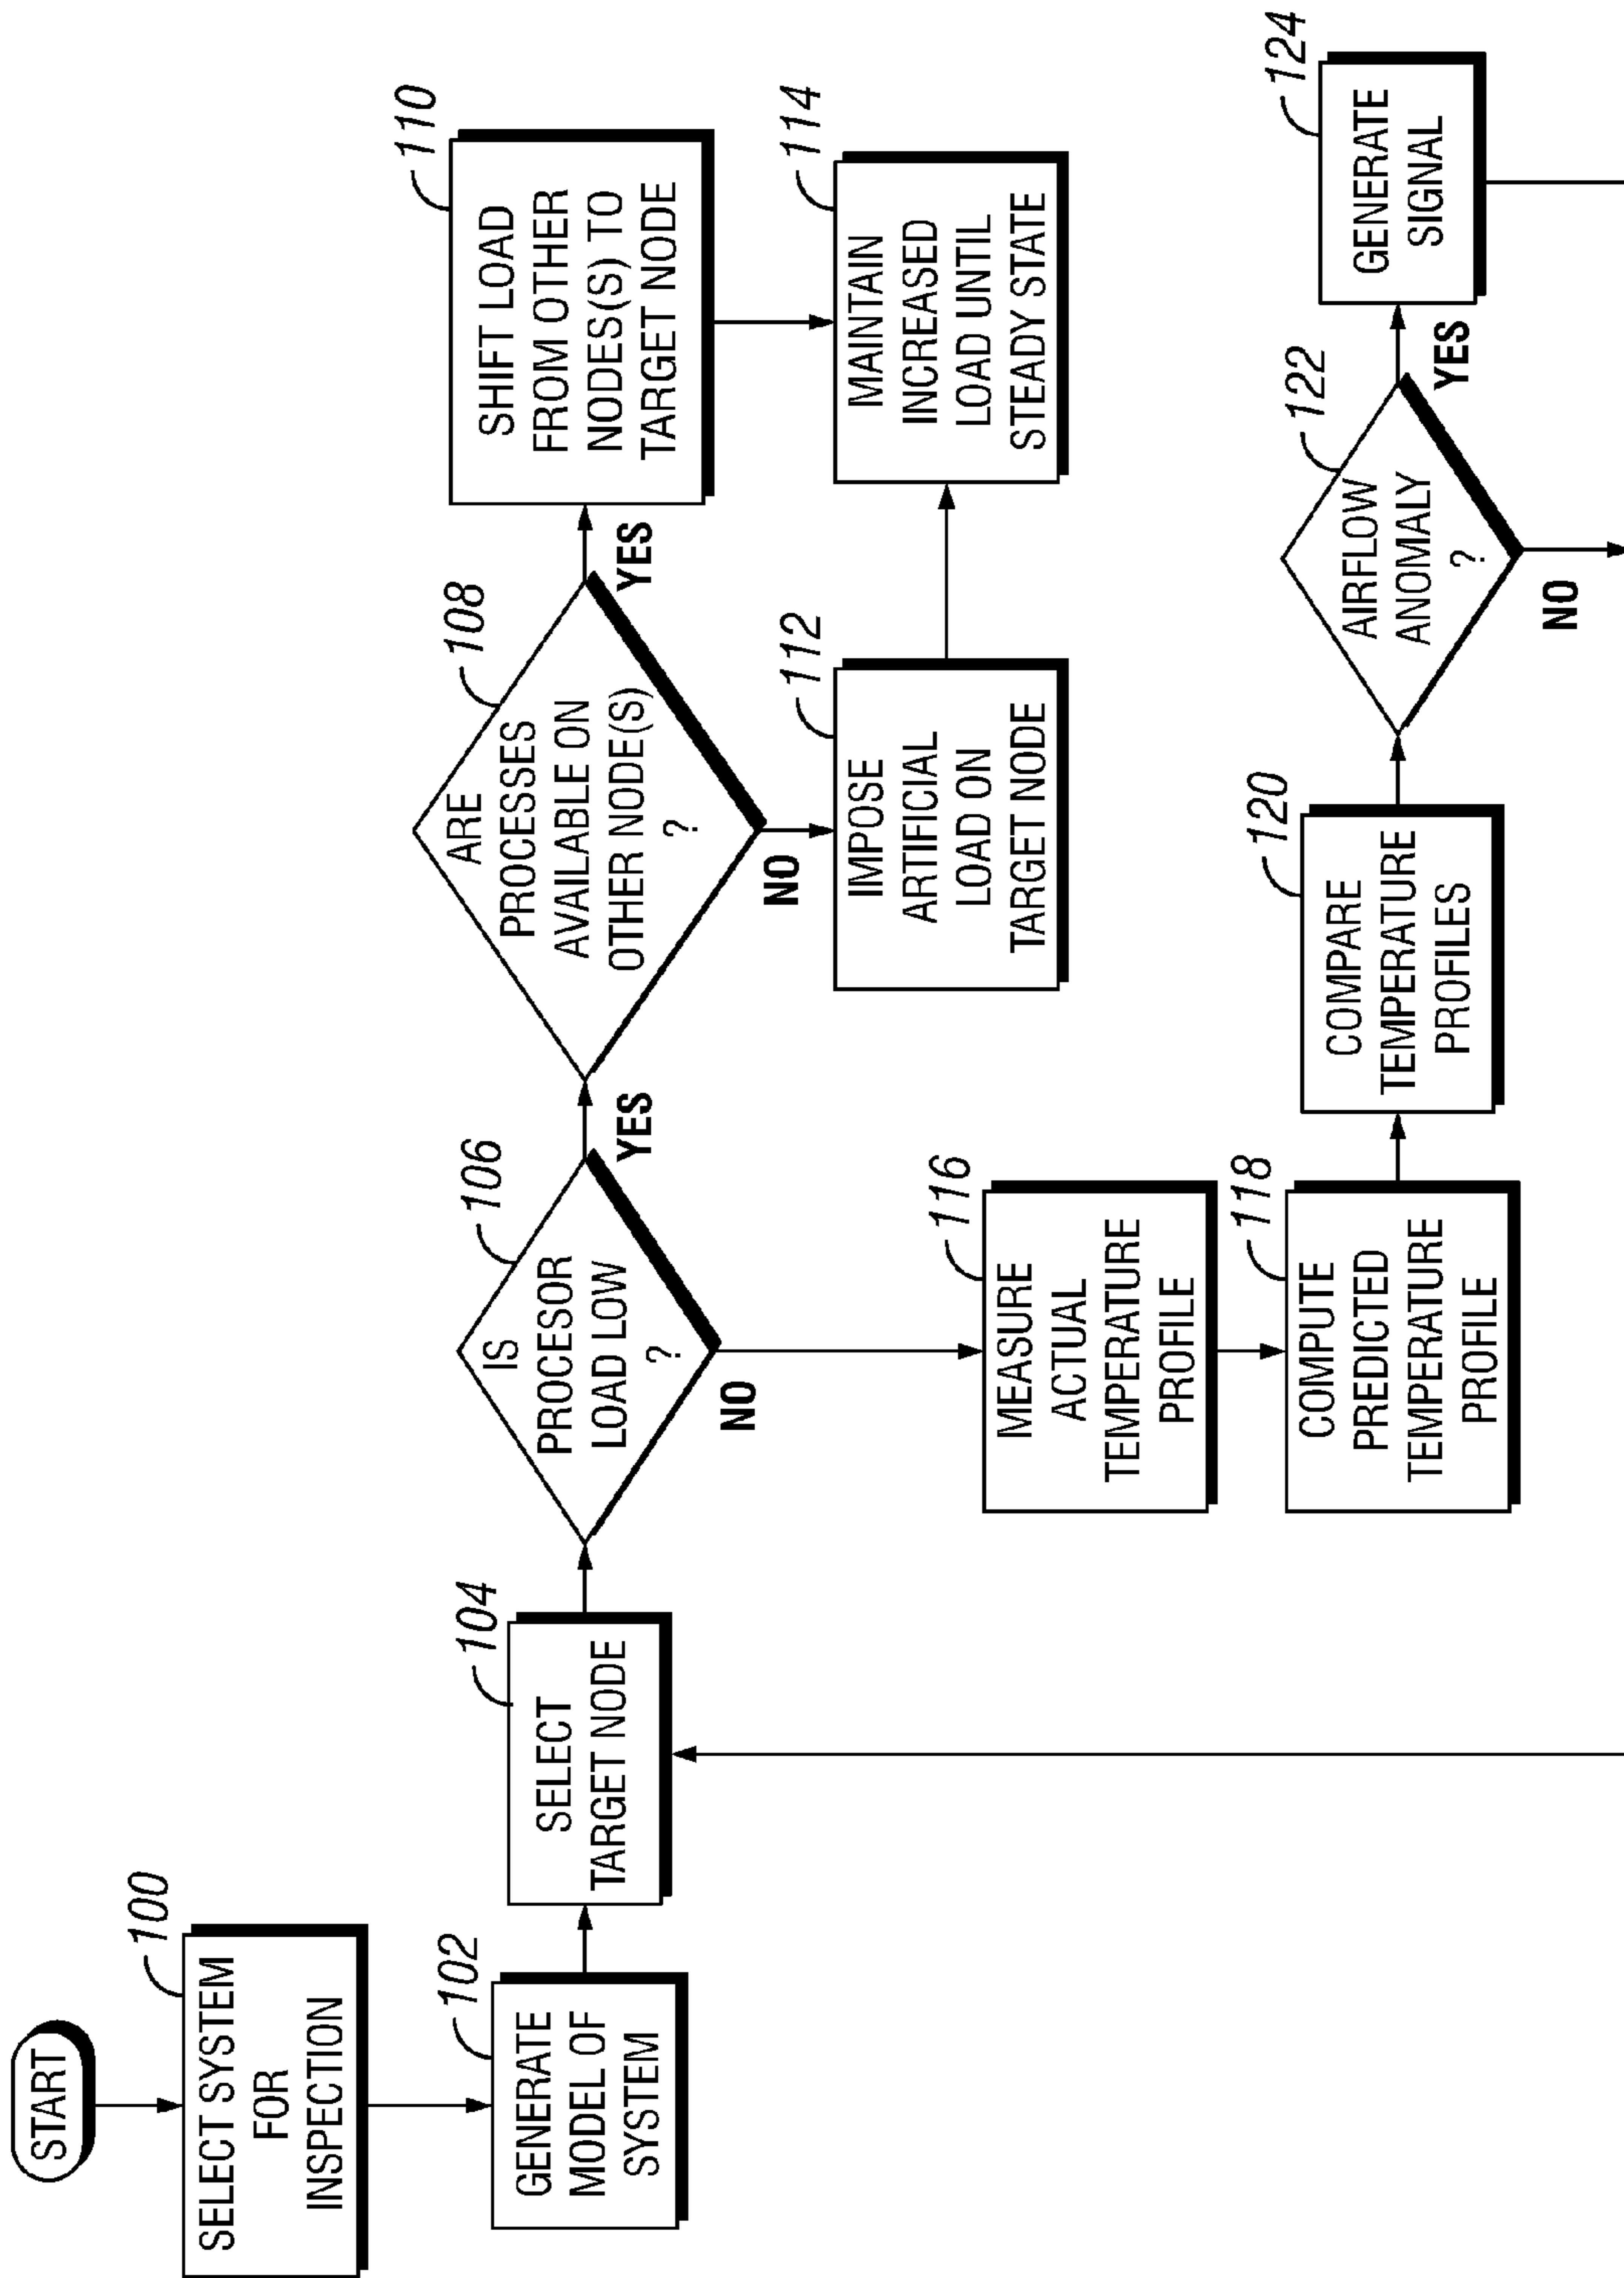 START
100
SELECT SYSTEM
FOR
INSPECTION
102
GENERATE
MODEL OF
SYSTEM
104
SELECT
TARGET NODE
106
IS
PROCESSOR
LOAD LOW
?
YES
NO
108
ARE
PROCESSES
AVAILABLE ON
OTHER NODE(S)
?
YES
NO
110
SHIFT LOAD
FROM OTHER
NODES(S) TO
TARGET NODE
112
IMPOSE
ARTIFICIAL
LOAD ON
TARGET NODE
114
MAINTAIN
INCREASED
LOAD UNTIL
STEADY STATE
116
MEASURE
ACTUAL
TEMPERATURE
PROFILE
118
COMPUTE
PREDICTED
TEMPERATURE
PROFILE
120
COMPARE
TEMPERATURE
PROFILES
122
AIRFLOW
ANOMALY
?
YES
NO
124
GENERATE
SIGNAL